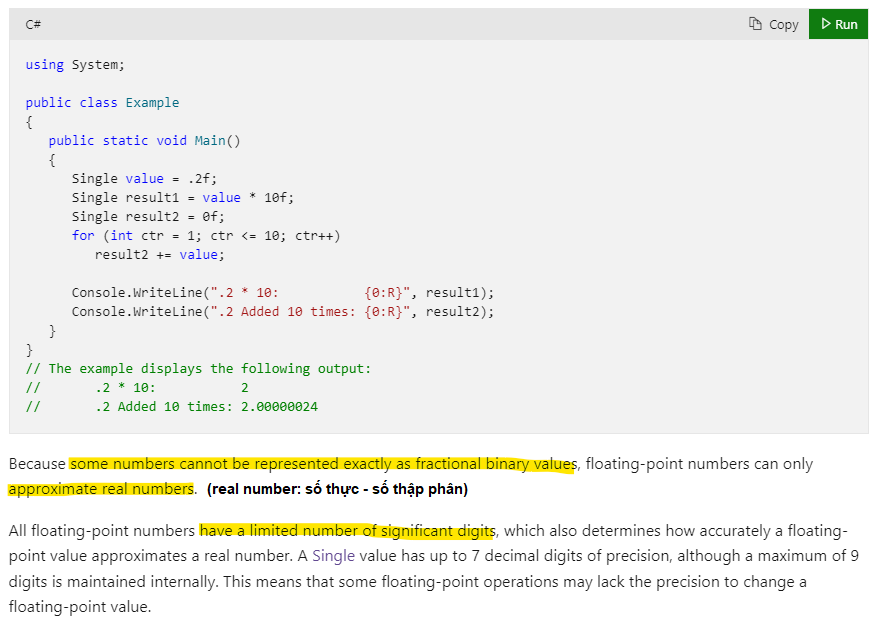 C#
Copy
Run
using System;
public class Example
{
public static void Main()
{
Single value = .2f;
Single result1 = value * 10f;
Single result2 = 0f;
for (int ctr = 1; ctr <= 10; ctr++)
result2 += value;
Console.WriteLine(".2 * 10:           {0:R}", result1);
Console.WriteLine(".2 Added 10 times: {0:R}", result2);
}
}
// The example displays the following output:
//       .2 * 10:           2
//       .2 Added 10 times: 2.00000024
Because some numbers cannot be represented exactly as fractional binary values, floating-point numbers can only
approximate real numbers. (real number: số thực - số thập phân)
All floating-point numbers have a limited number of significant digits, which also determines how accurately a floating-
point value approximates a real number. A Single value has up to 7 decimal digits of precision, although a maximum of 9
digits is maintained internally. This means that some floating-point operations may lack the precision to change a
floating-point value.